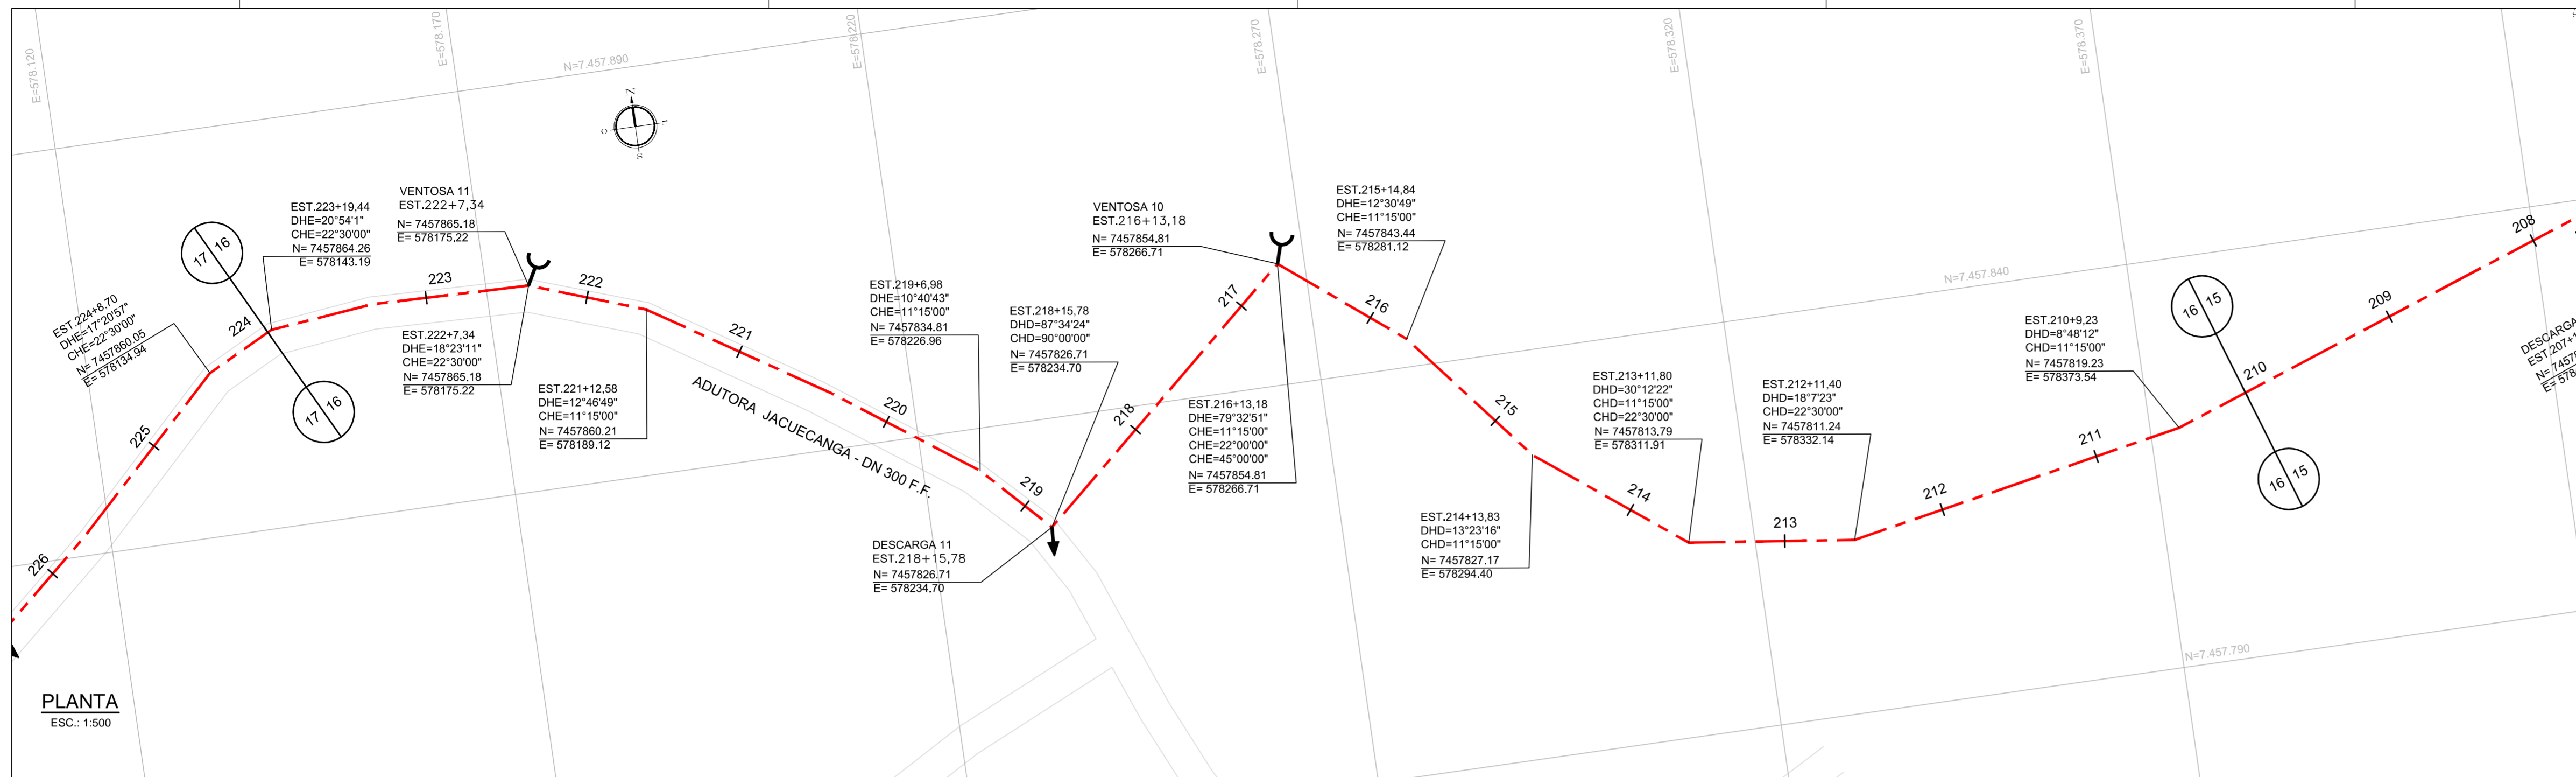 E=578.120
E=578.170
E=578.220
E=578.270
E=578.320
E=578.370
N=7.457.890
N=7.457.840
N=7.457.790
N
O
L
EST.224+8,70
DHE=17°20'57"
CHE=22°30'00"
N= 7457860.05
E= 578134.94
17 16
17 16
EST.223+19,44
DHE=20°54'1"
CHE=22°30'00"
N= 7457864.26
E= 578143.19
VENTOSA 11
EST.222+7,34
N= 7457865.18
E= 578175.22
EST.222+7,34
DHE=18°23'11"
CHE=22°30'00"
N= 7457865.18
E= 578175.22
EST.221+12,58
DHE=12°46'49"
CHE=11°15'00"
N= 7457860.21
E= 578189.12
ADUTORA JACUECANGA - DN 300 F.F.
EST.219+6,98
DHE=10°40'43"
CHE=11°15'00"
N= 7457834.81
E= 578226.96
EST.218+15,78
DHD=87°34'24"
CHD=90°00'00"
N= 7457826.71
E= 578234.70
DESCARGA 11
EST.218+15,78
N= 7457826.71
E= 578234.70
VENTOSA 10
EST.216+13,18
N= 7457854.81
E= 578266.71
EST.216+13,18
DHE=79°32'51"
CHE=11°15'00"
CHE=22°00'00"
CHE=45°00'00"
N= 7457854.81
E= 578266.71
EST.215+14,84
DHE=12°30'49"
CHE=11°15'00"
N= 7457843.44
E= 578281.12
EST.214+13,83
DHD=13°23'16"
CHD=11°15'00"
N= 7457827.17
E= 578294.40
EST.213+11,80
DHD=30°12'22"
CHD=11°15'00"
CHD=22°30'00"
N= 7457813.79
E= 578311.91
EST.212+11,40
DHD=18°7'23"
CHD=22°30'00"
N= 7457811.24
E= 578332.14
EST.210+9,23
DHD=8°48'12"
CHD=11°15'00"
N= 7457819.23
E= 578373.54
16 15
16 15
DESCARGA
EST.207+1
N= 7457
E= 578
226
225
224
223
222
221
220
219
218
217
216
215
214
213
212
211
210
209
208
PLANTA
ESC.: 1:500